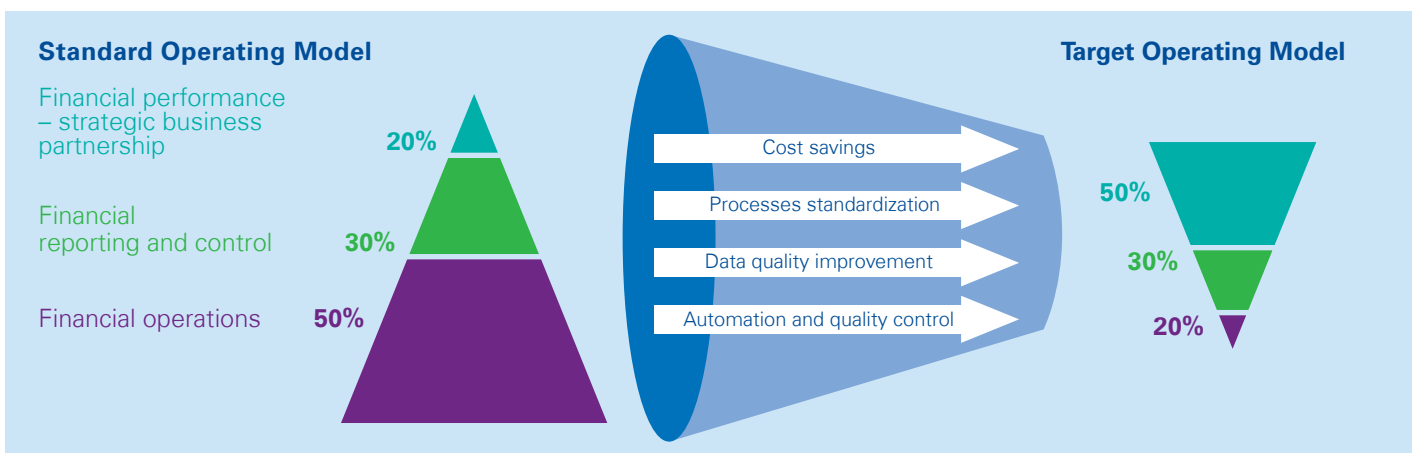 Standard Operating Model
Financial performance
– strategic business
partnership
20%
Financial
reporting and control
30%
Financial operations
50%
Cost savings
Processes standardization
Data quality improvement
Automation and quality control
Target Operating Model
50%
30%
20%